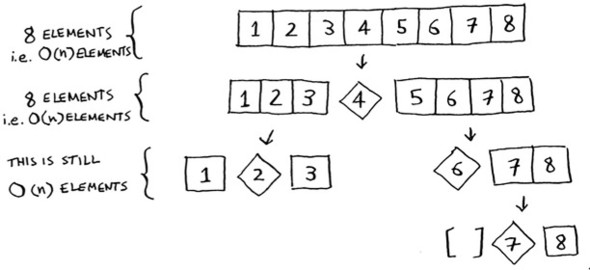 8 ELEMENTS
i.e. O(n) ELEMENTS
1 2 3 4 5 6 7 8
8 ELEMENTS
i.e. O(n) ELEMENTS
1 2 3 4 5 6 7 8
THIS IS STILL
O(n) ELEMENTS
1 2 3 6 7 8
[ ] 7 8